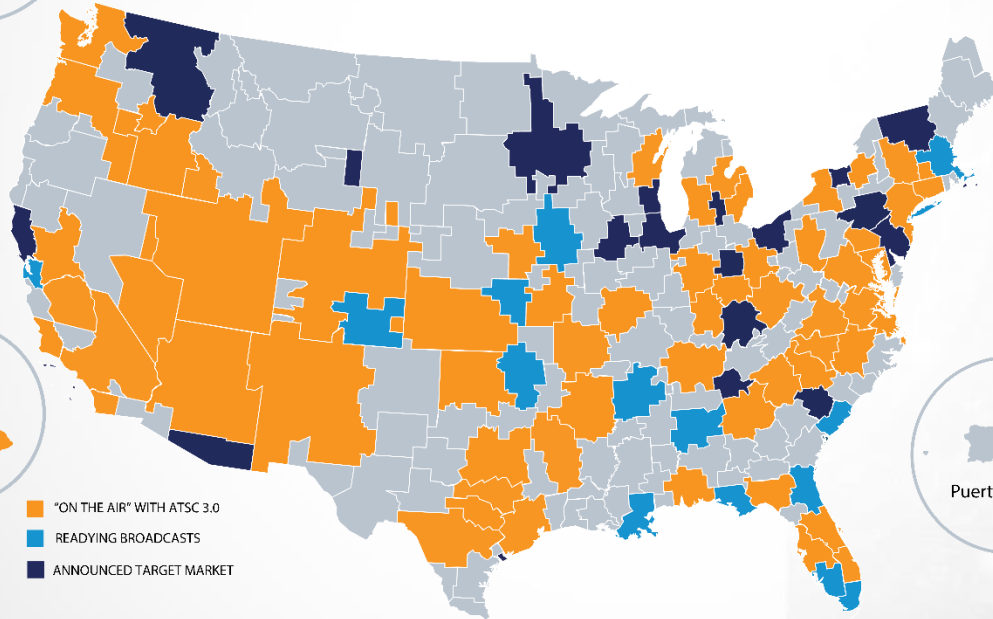 "ON THE AIR" WITH ATSC 3.0
READYING BROADCASTS
ANNOUNCED TARGET MARKET
Puert